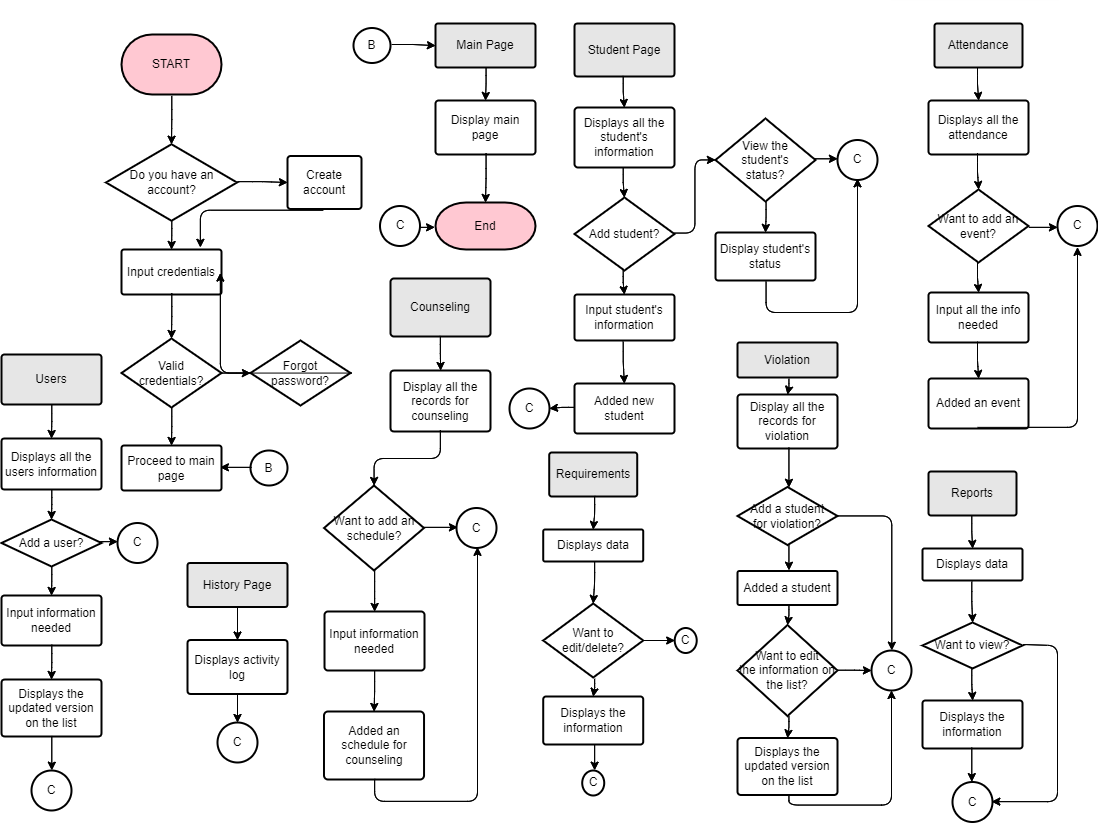 START
Do you have an
account?
Create
account
Input credentials
Valid
credentials?
Forgot
password?
Proceed to main
page
B
Users
Displays all the
users information
Add a user?
C
Input information
needed
Displays the
updated version
on the list
C
History Page
Displays activity
log
C
B
Main Page
Display main
page
C
End
Counseling
Display all the
records for
counseling
Want to add an
schedule?
C
Input information
needed
Added an
schedule for
counseling
Student Page
Displays all the
student's
information
Add student?
Input student's
information
Added new
student
C
View the
student's
status?
C
Display student's
status
Requirements
Displays data
Want to
edit/delete?
C
Displays the
information
C
Violation
Display all the
records for
violation
Add a student
for violation?
Added a student
Want to edit
the information on
the list?
C
Displays the
updated version
on the list
Attendance
Displays all the
attendance
Want to add an
event?
C
Input all the info
needed
Added an event
Reports
Displays data
Want to view?
Displays the
information
C